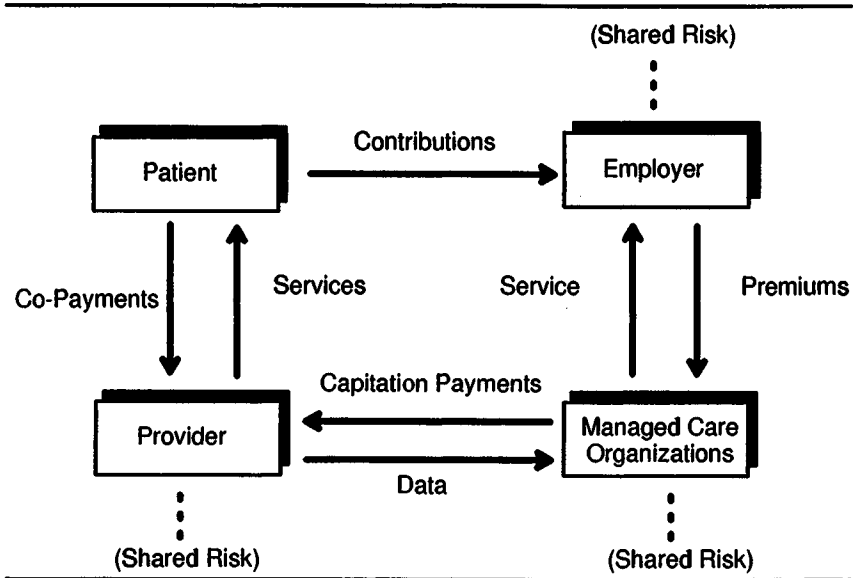 (Shared Risk)
Contributions
Patient
Employer
Co-Payments
Services
Service
Premiums
Capitation Payments
Provider
Managed Care
Organizations
Data
(Shared Risk)
(Shared Risk)